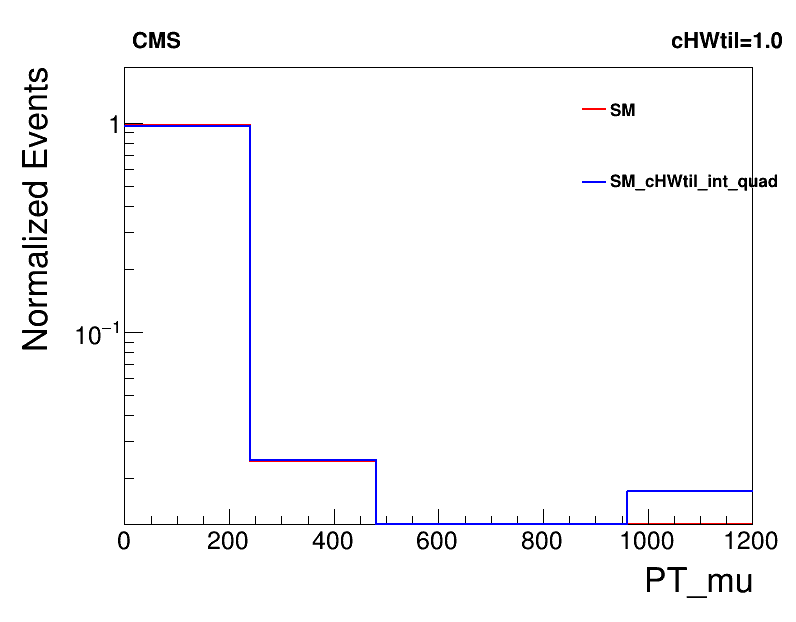 CMS
cHWtil=1.0
Normalized Events
1
10⁻¹
SM
SM_cHWtil_int_quad
0 200 400 600 800 1000 1200
PT_mu